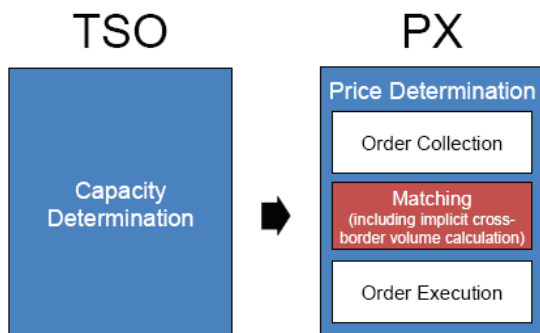 TSO
PX
Capacity
Determination
Price Determination
Order Collection
Matching
(including implicit cross-
border volume calculation)
Order Execution